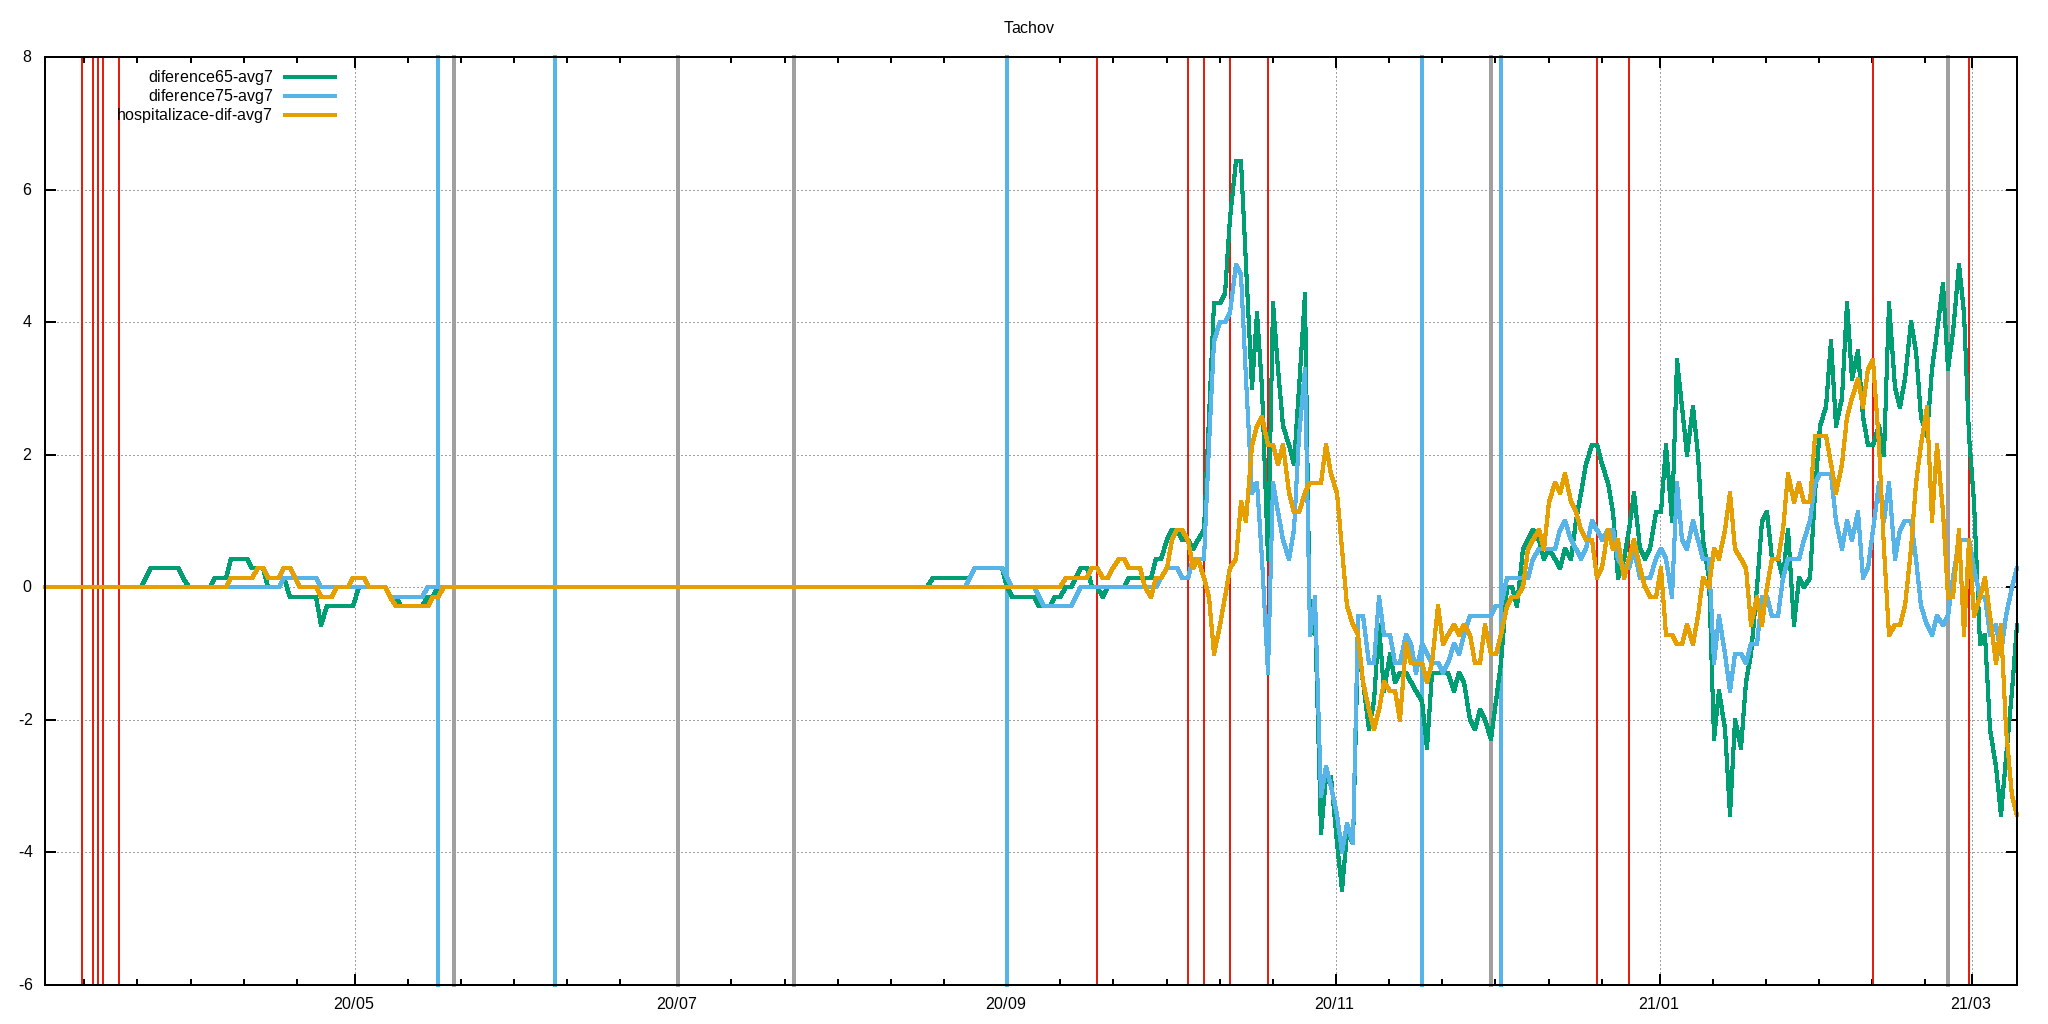 Tachov
8
diference65-avg7
diference75-avg7
hospitalizace-dif-avg7
6
4
2
0
-2
-4
-6
20/05 20/07 20/09 20/11 21/01 21/03